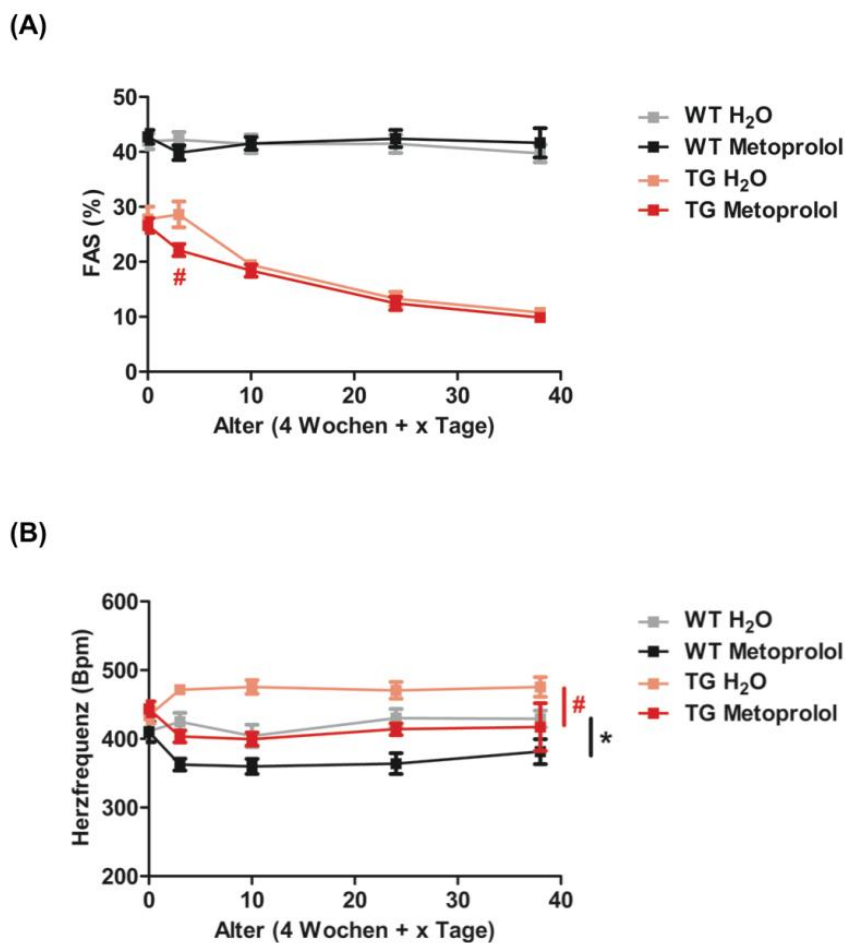 (A)
50
40
30
20
10
0
FAS (%)
#
0 10 20 30 40
Alter (4 Wochen + x Tage)
WT H₂O
WT Metoprolol
TG H₂O
TG Metoprolol
(B)
600
500
400
300
200
Herzfrequenz (Bpm)
#
*
0 10 20 30 40
Alter (4 Wochen + x Tage)
WT H₂O
WT Metoprolol
TG H₂O
TG Metoprolol